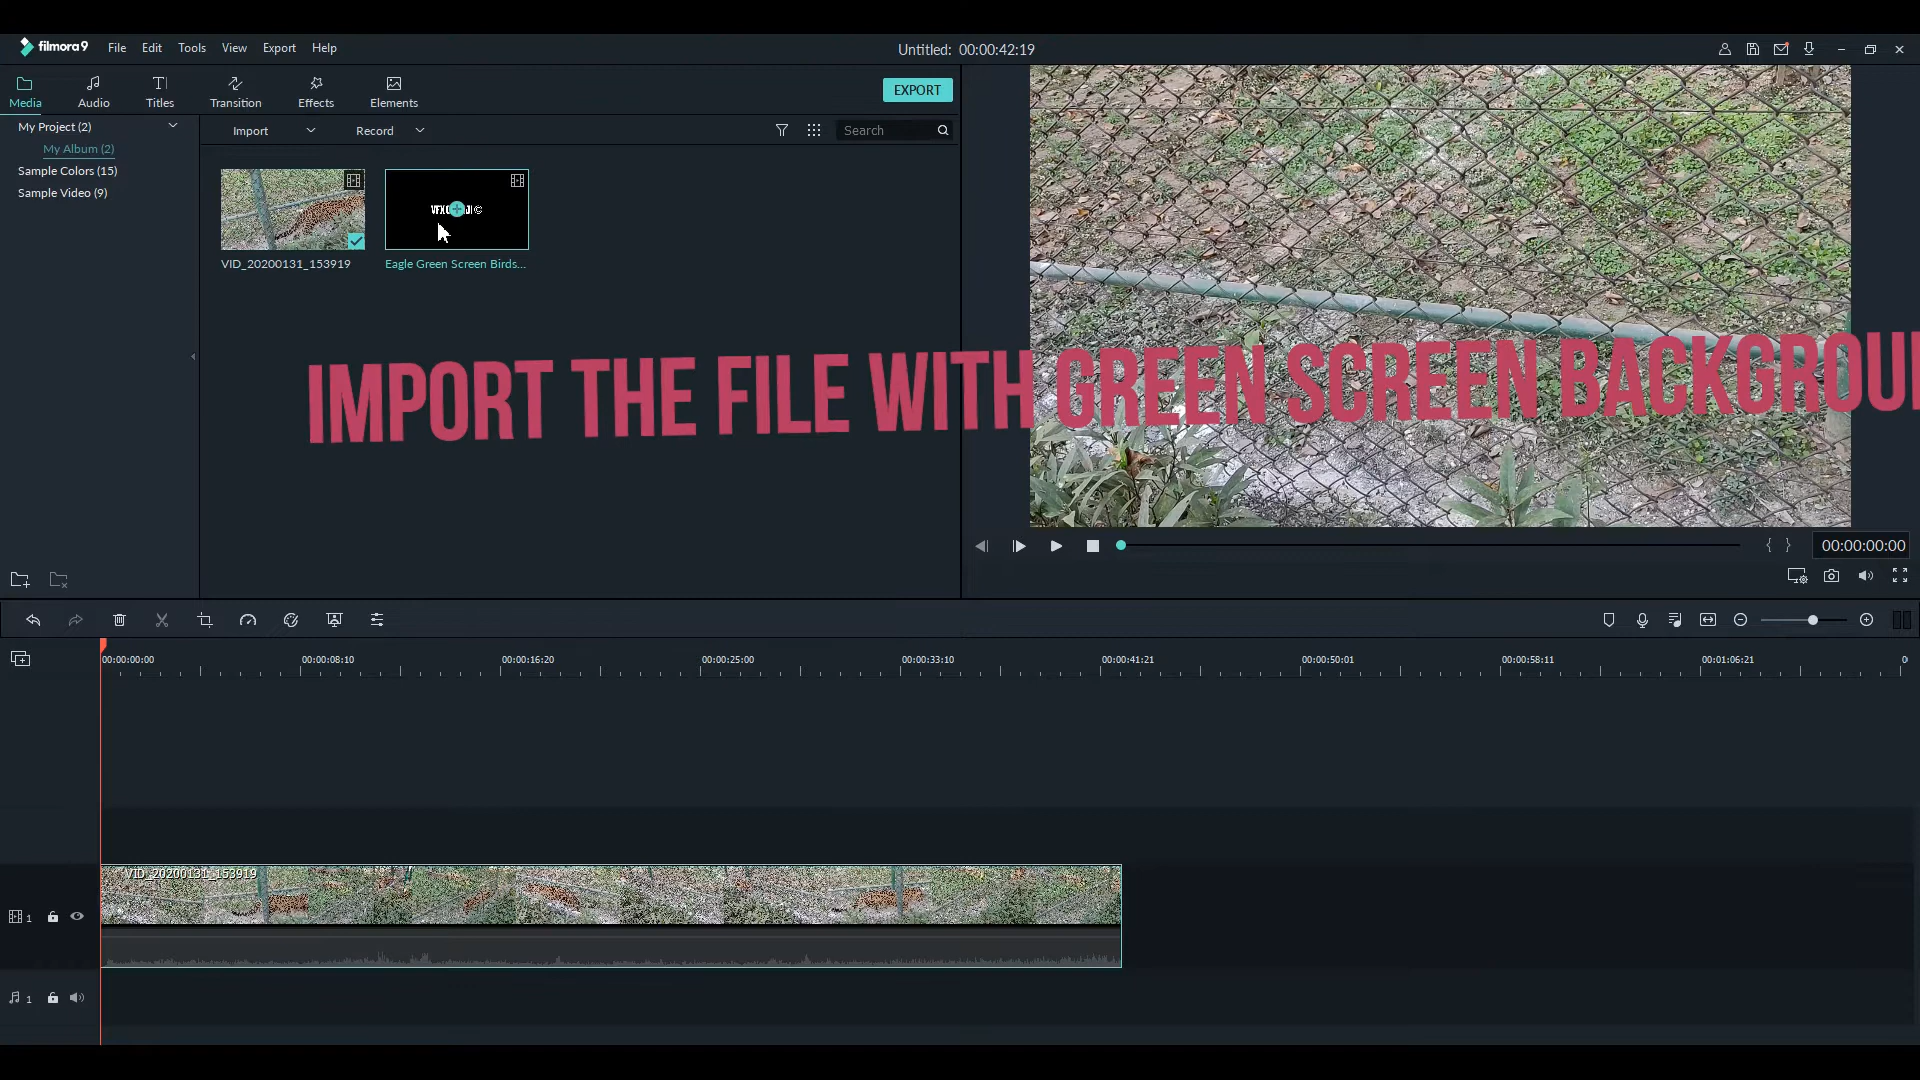 filmora9 File Edit Tools View Export Help
Untitled: 00:00:42:19
Media Audio Titles Transition Effects Elements
EXPORT
My Project (2)
My Album (2)
Sample Colors (15)
Sample Video (9)
Import Record Search
VID_20200131_153919
Eagle Green Screen Birds...
IMPORT THE FILE WITH GREEN SCREEN BACKGROU
00:00:00:00
00:00:00:00 00:00:08:10 00:00:16:20 00:00:25:00 00:00:33:10 00:00:41:21 00:00:50:01 00:00:58:11 00:01:06:21
VID_20200131_153919
1
1